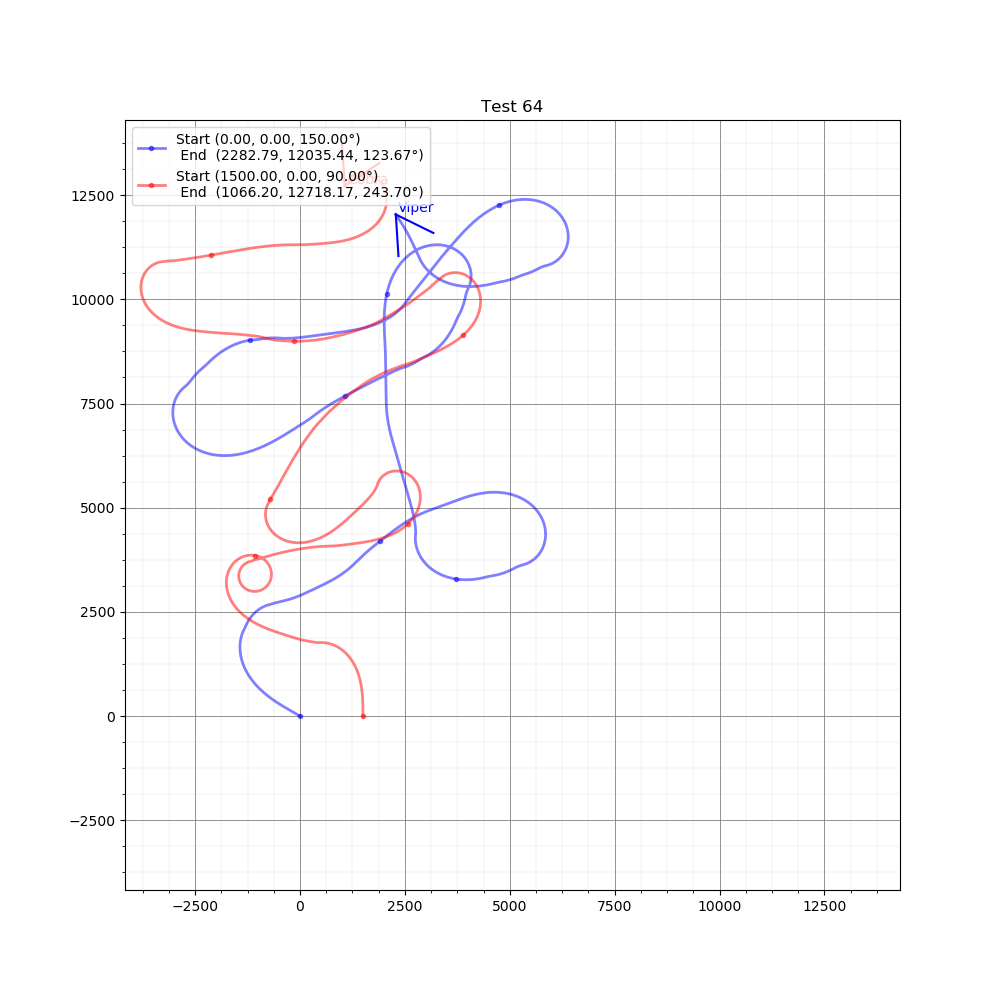 Test 64
Start (0.00, 0.00, 150.00°)
End (2282.79, 12035.44, 123.67°)
Start (1500.00, 0.00, 90.00°)
End (1066.20, 12718.17, 243.70°)
Viper
12500
10000
7500
5000
2500
0
−2500
−2500
0
2500
5000
7500
10000
12500